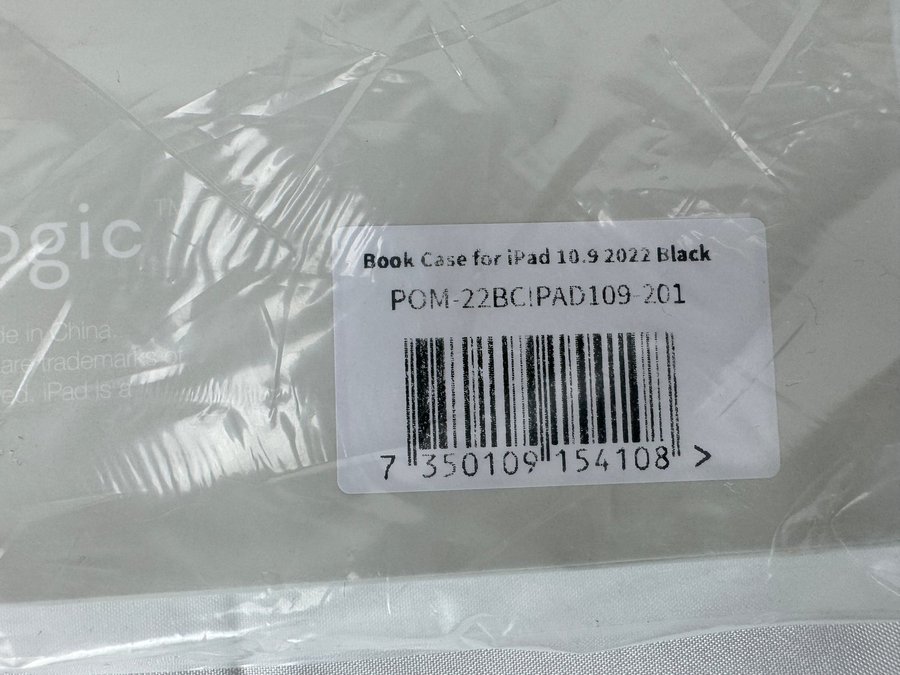 ogic™
de in China.
are trademarks of
ed. iPad is a
Book Case for iPad 10.9 2022 Black
POM-22BCIPAD109-201
7 350109 154108 >